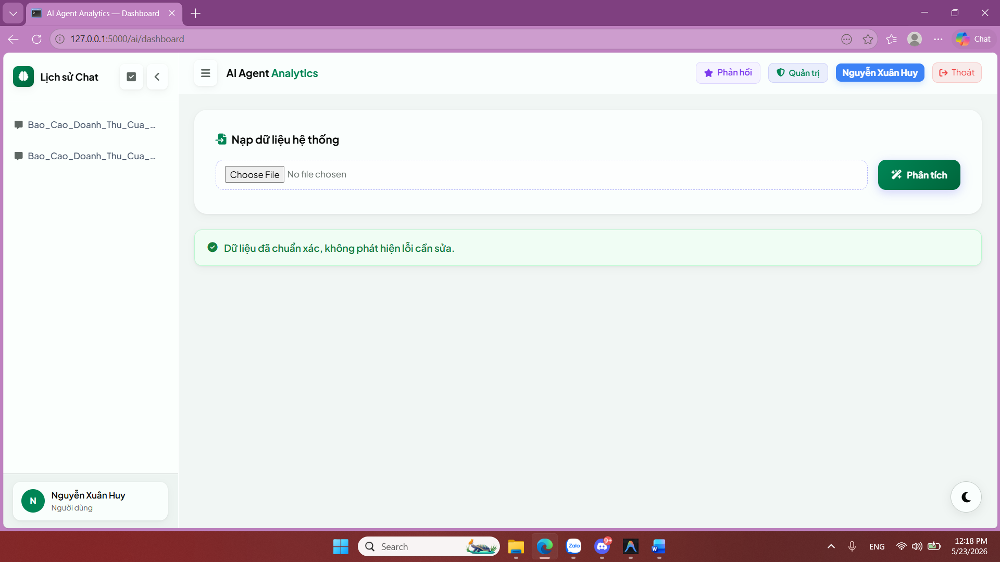 AI Agent Analytics — Dashboard
127.0.0.1:5000/ai/dashboard
Chat
Lịch sử Chat
AI Agent Analytics
Phản hồi
Quản trị
Nguyễn Xuân Huy
Thoát
Bao_Cao_Doanh_Thu_Cua_...
Bao_Cao_Doanh_Thu_Cua_...
Nạp dữ liệu hệ thống
Choose File No file chosen
Phân tích
Dữ liệu đã chuẩn xác, không phát hiện lỗi cần sửa.
N
Nguyễn Xuân Huy
Người dùng
Search
Zalo
9+
W
ENG
12:18 PM
5/23/2026